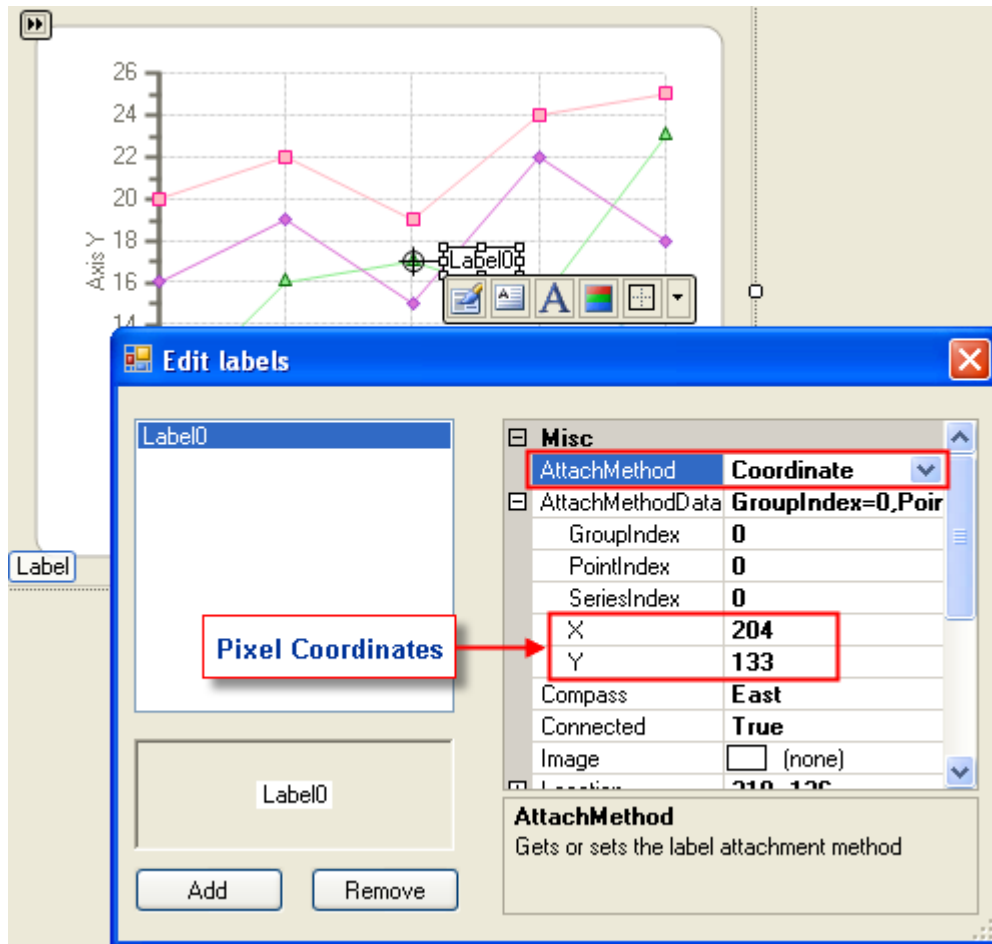 26
24
22
20
18
16
14
Axis Y
Label0
A
Edit labels
Label0
Misc
AttachMethod Coordinate
AttachMethodData GroupIndex=0,Poir
GroupIndex 0
PointIndex 0
SeriesIndex 0
X 204
Y 133
Compass East
Connected True
Image (none)
Label
Pixel Coordinates
Label0
AttachMethod
Gets or sets the label attachment method
Add Remove